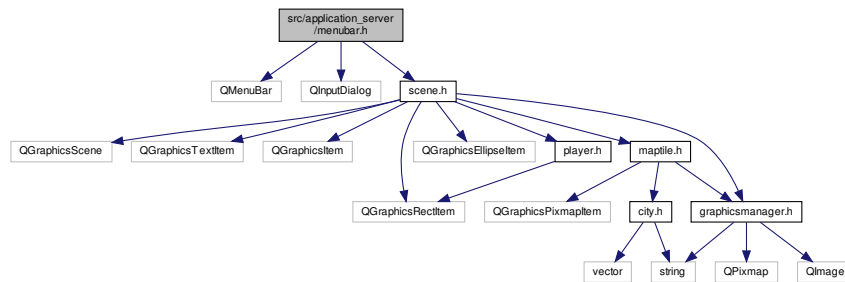 src/application_server
/menubar.h
QMenuBar
QInputDialog
scene.h
QGraphicsScene
QGraphicsTextItem
QGraphicsItem
QGraphicsEllipseItem
player.h
maptile.h
QGraphicsRectItem
QGraphicsPixmapItem
city.h
graphicsmanager.h
vector
string
QPixmap
QImage